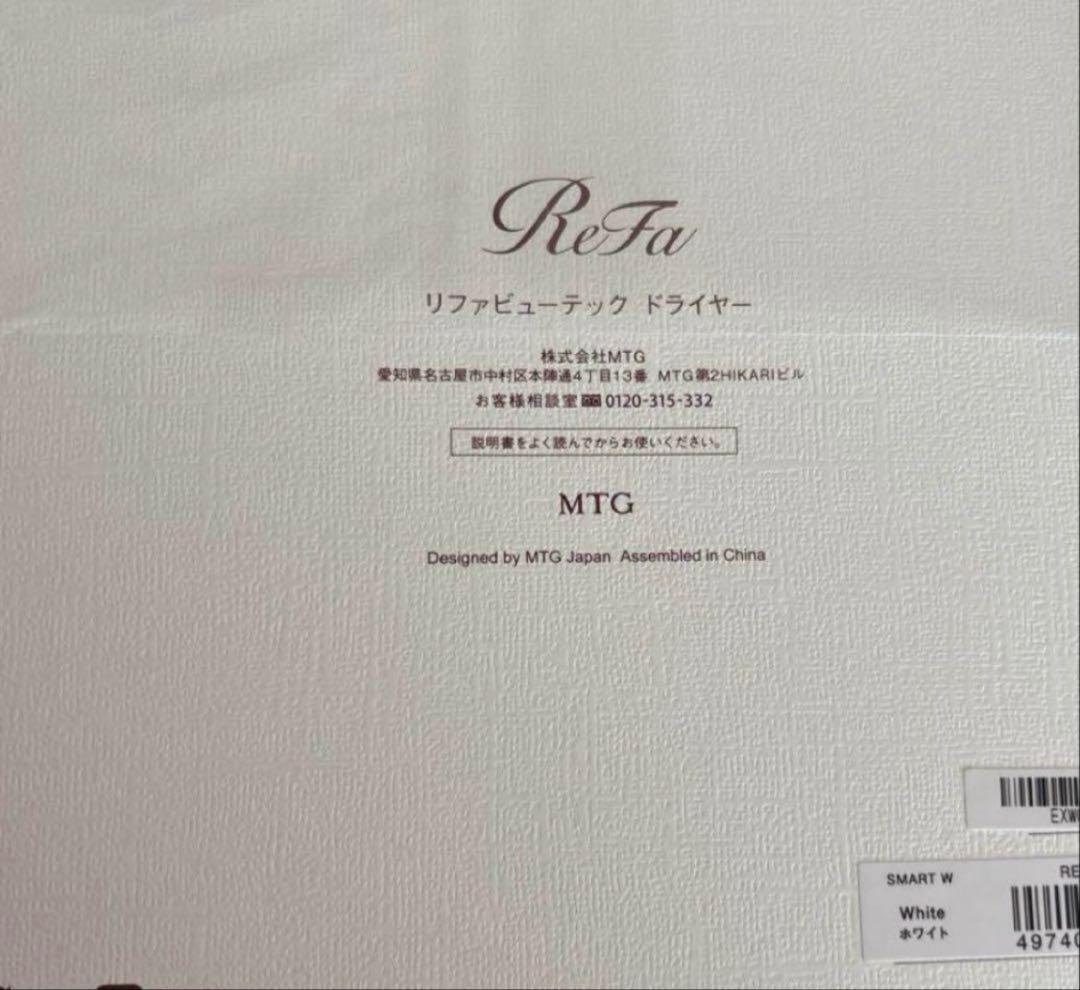 ReFa
リファビューテック ドライヤー
株式会社MTG
愛知県名古屋市中村区本陣通4丁目13番 MTG第2HIKARIビル
お客様相談室 0120-315-332
説明書をよく読んでからお使いください。
MTG
Designed by MTG Japan Assembled in China
EXW
SMART W RE
White
ホワイト
4974